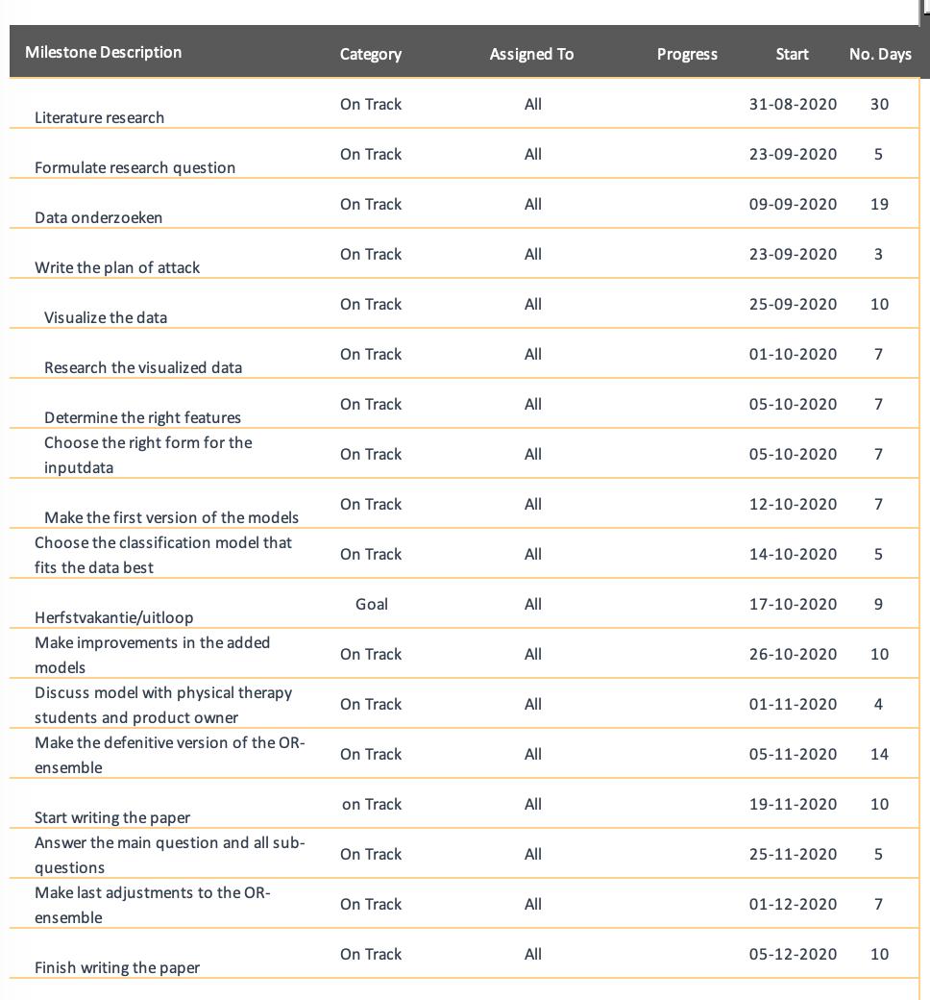 Milestone Description Category Assigned To Progress Start No. Days
Literature research On Track All 31-08-2020 30
Formulate research question On Track All 23-09-2020 5
Data onderzoeken On Track All 09-09-2020 19
Write the plan of attack On Track All 23-09-2020 3
Visualize the data On Track All 25-09-2020 10
Research the visualized data On Track All 01-10-2020 7
Determine the right features On Track All 05-10-2020 7
Choose the right form for the
inputdata On Track All 05-10-2020 7
Make the first version of the models On Track All 12-10-2020 7
Choose the classification model that
fits the data best On Track All 14-10-2020 5
Herfstvakantie/uitloop Goal All 17-10-2020 9
Make improvements in the added
models On Track All 26-10-2020 10
Discuss model with physical therapy
students and product owner On Track All 01-11-2020 4
Make the defenitive version of the OR-
ensemble On Track All 05-11-2020 14
Start writing the paper on Track All 19-11-2020 10
Answer the main question and all sub-
questions On Track All 25-11-2020 5
Make last adjustments to the OR-
ensemble On Track All 01-12-2020 7
Finish writing the paper On Track All 05-12-2020 10